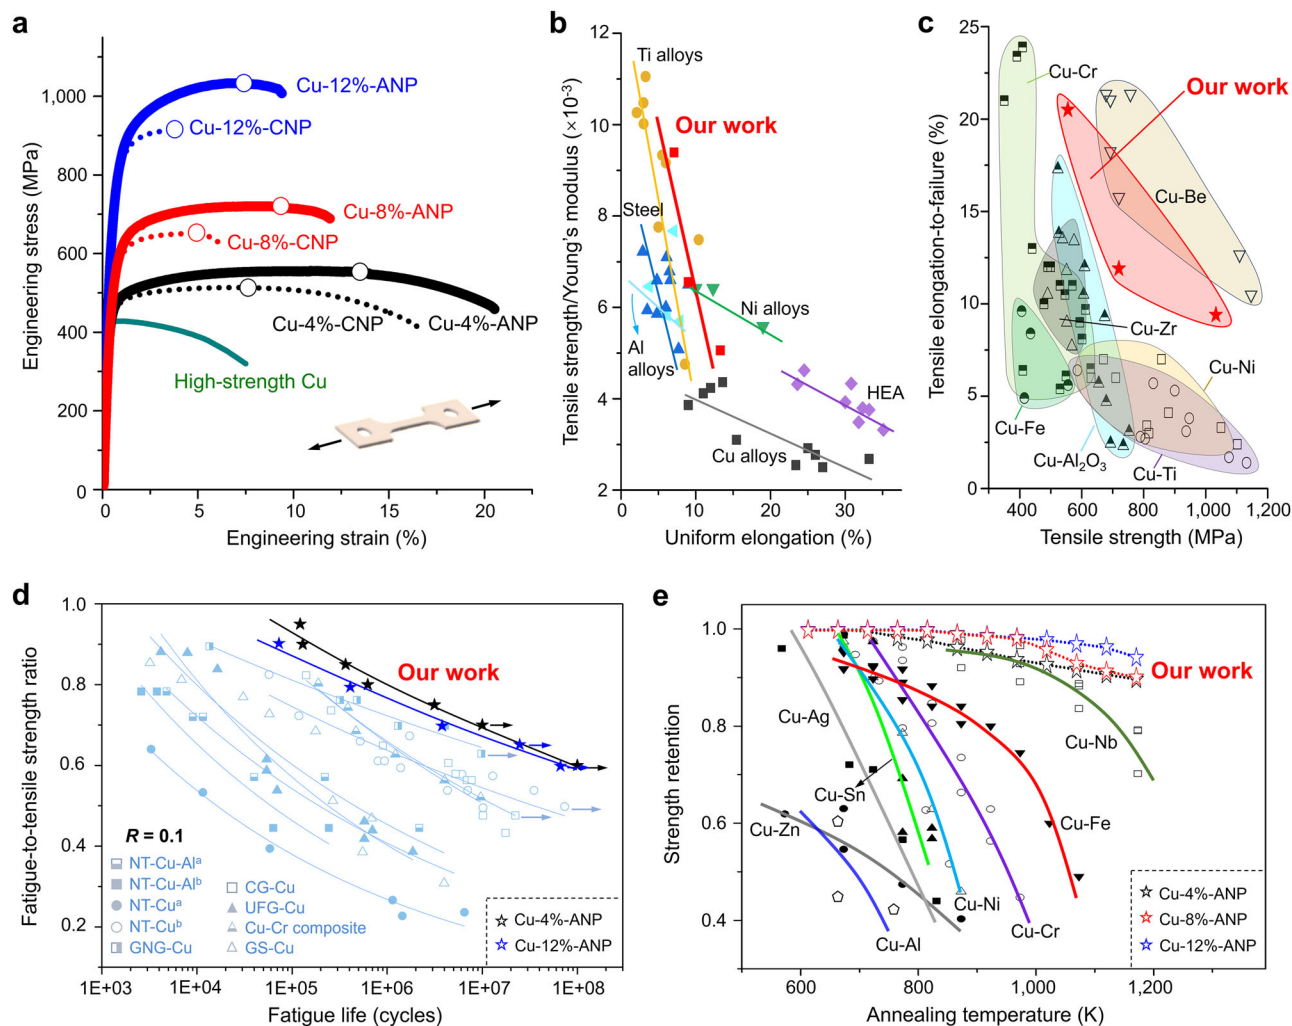 a
Engineering stress (MPa)
1,000
800
600
500
400
200
0
Cu-12%-ANP
Cu-12%-CNP
Cu-8%-ANP
Cu-8%-CNP
Cu-4%-CNP
Cu-4%-ANP
High-strength Cu
0 5 10 15 20
Engineering strain (%)
b
Tensile strength/Young's modulus (×10⁻³)
12
10
8
6
4
2
Ti alloys
Our work
Steel
Ni alloys
Al
alloys
HEA
Cu alloys
0 10 20 30
Uniform elongation (%)
c
Tensile elongation-to-failure (%)
25
20
15
10
5
0
Cu-Cr
Our work
Cu-Be
Cu-Zr
Cu-Ni
Cu-Fe
Cu-Al₂O₃
Cu-Ti
400 600 800 1,000 1,200
Tensile strength (MPa)
d
Fatigue-to-tensile strength ratio
1.0
0.8
0.6
0.4
0.2
Our work
R = 0.1
NT-Cu-Alᵃ
NT-Cu-Alᵇ
NT-Cuᵃ
NT-Cuᵇ
GNG-Cu
CG-Cu
UFG-Cu
Cu-Cr composite
GS-Cu
Cu-4%-ANP
Cu-12%-ANP
1E+03 1E+04 1E+05 1E+06 1E+07 1E+08
Fatigue life (cycles)
e
Strength retention
1.0
0.8
0.6
0.4
Our work
Cu-Ag
Cu-Nb
Cu-Sn
Cu-Zn
Cu-Fe
Cu-Ni
Cu-Al
Cu-Cr
Cu-4%-ANP
Cu-8%-ANP
Cu-12%-ANP
600 800 1,000 1,200
Annealing temperature (K)